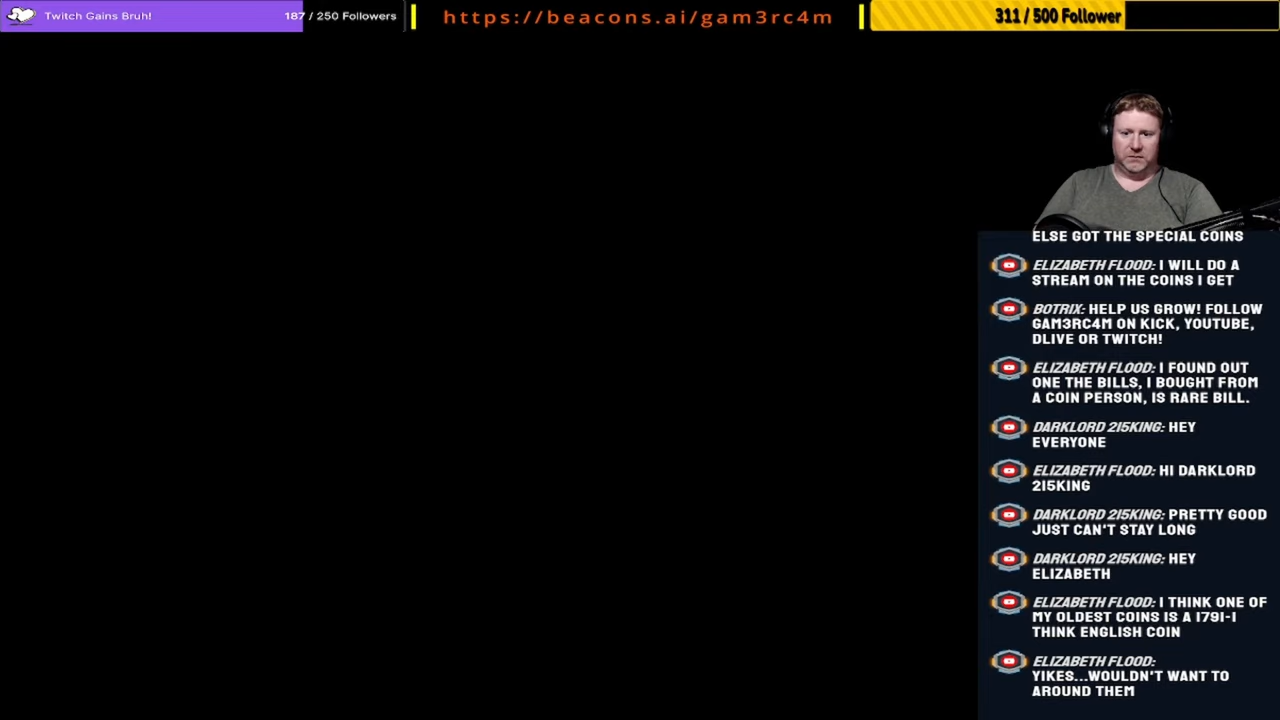 Twitch Gains Bruh!
187 / 250 Followers
https://beacons.ai/gam3rc4m
311 / 500 Follower
ELSE GOT THE SPECIAL COINS
ELIZABETH FLOOD: I WILL DO A
STREAM ON THE COINS I GET
BOTRIX: HELP US GROW! FOLLOW
GAM3RC4M ON KICK, YOUTUBE,
DLIVE OR TWITCH!
ELIZABETH FLOOD: I FOUND OUT
ONE THE BILLS, I BOUGHT FROM
A COIN PERSON, IS RARE BILL.
DARKLORD 215KING: HEY
EVERYONE
ELIZABETH FLOOD: HI DARKLORD
215KING
DARKLORD 215KING: PRETTY GOOD
JUST CAN'T STAY LONG
DARKLORD 215KING: HEY
ELIZABETH
ELIZABETH FLOOD: I THINK ONE OF
MY OLDEST COINS IS A 1791-I
THINK ENGLISH COIN
ELIZABETH FLOOD:
YIKES...WOULDN'T WANT TO
AROUND THEM